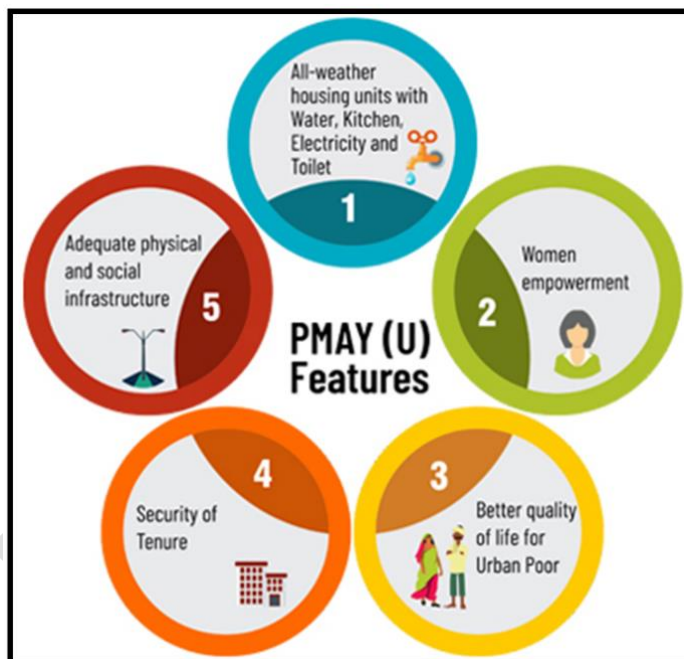 All-weather
housing units with
Water, Kitchen,
Electricity and
Toilet
1
Women
empowerment
2
3
Better quality
of life for
Urban Poor
4
Security of
Tenure
Adequate physical
and social
infrastructure
5
PMAY (U)
Features